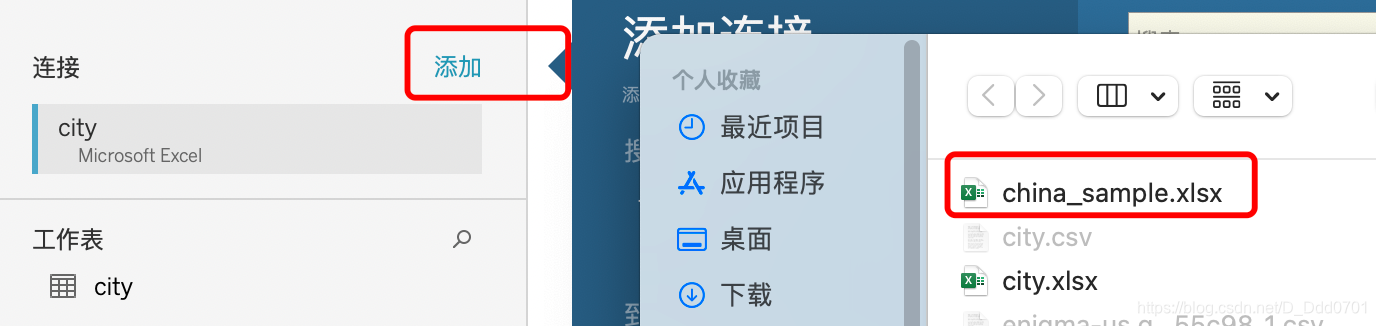 连接
添加
city
Microsoft Excel
工作表
city
添加连接
个人收藏
最近项目
应用程序
桌面
下载
添
搜
到
china_sample.xlsx
city.csv
city.xlsx
https://blog.csdn.net/D_Ddd0701